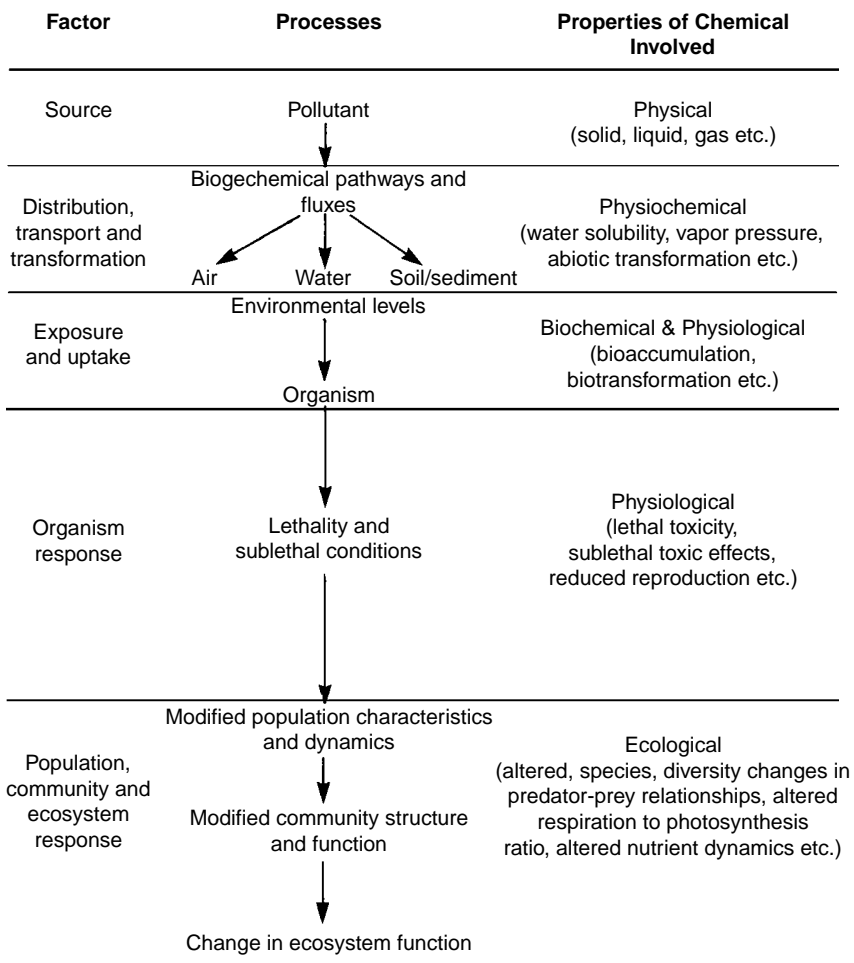 Factor
Processes
Properties of Chemical
Involved
Source
Pollutant
Physical
(solid, liquid, gas etc.)
Distribution,
transport and
transformation
Biogechemical pathways and
fluxes
Air
Water
Soil/sediment
Physiochemical
(water solubility, vapor pressure,
abiotic transformation etc.)
Exposure
and uptake
Environmental levels
Organism
Biochemical & Physiological
(bioaccumulation,
biotransformation etc.)
Organism
response
Lethality and
sublethal conditions
Physiological
(lethal toxicity,
sublethal toxic effects,
reduced reproduction etc.)
Population,
community and
ecosystem
response
Modified population characteristics
and dynamics
Modified community structure
and function
Change in ecosystem function
Ecological
(altered, species, diversity changes in
predator-prey relationships, altered
respiration to photosynthesis
ratio, altered nutrient dynamics etc.)